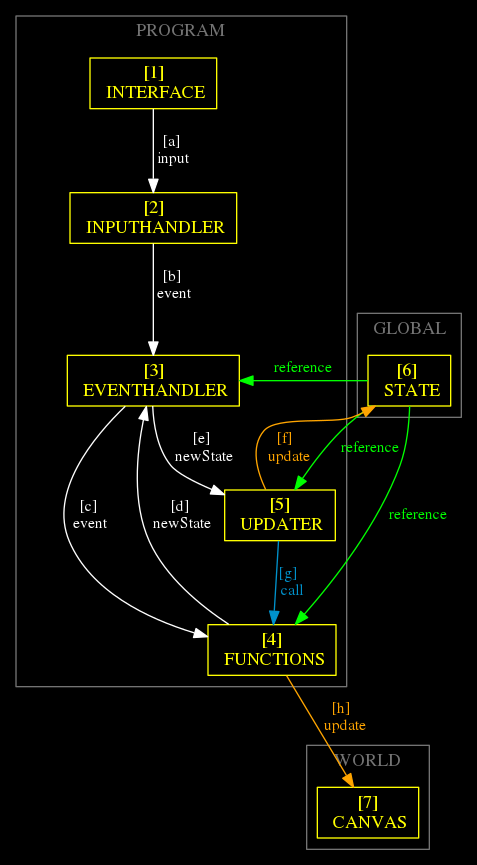 PROGRAM
[1]
INTERFACE
[a]
input
[2]
INPUTHANDLER
[b]
event
GLOBAL
[3]
EVENTHANDLER
reference
[6]
STATE
[e]
newState
[f]
update
reference
[c]
event
[d]
newState
[5]
UPDATER
reference
[g]
call
[4]
FUNCTIONS
[h]
update
WORLD
[7]
CANVAS